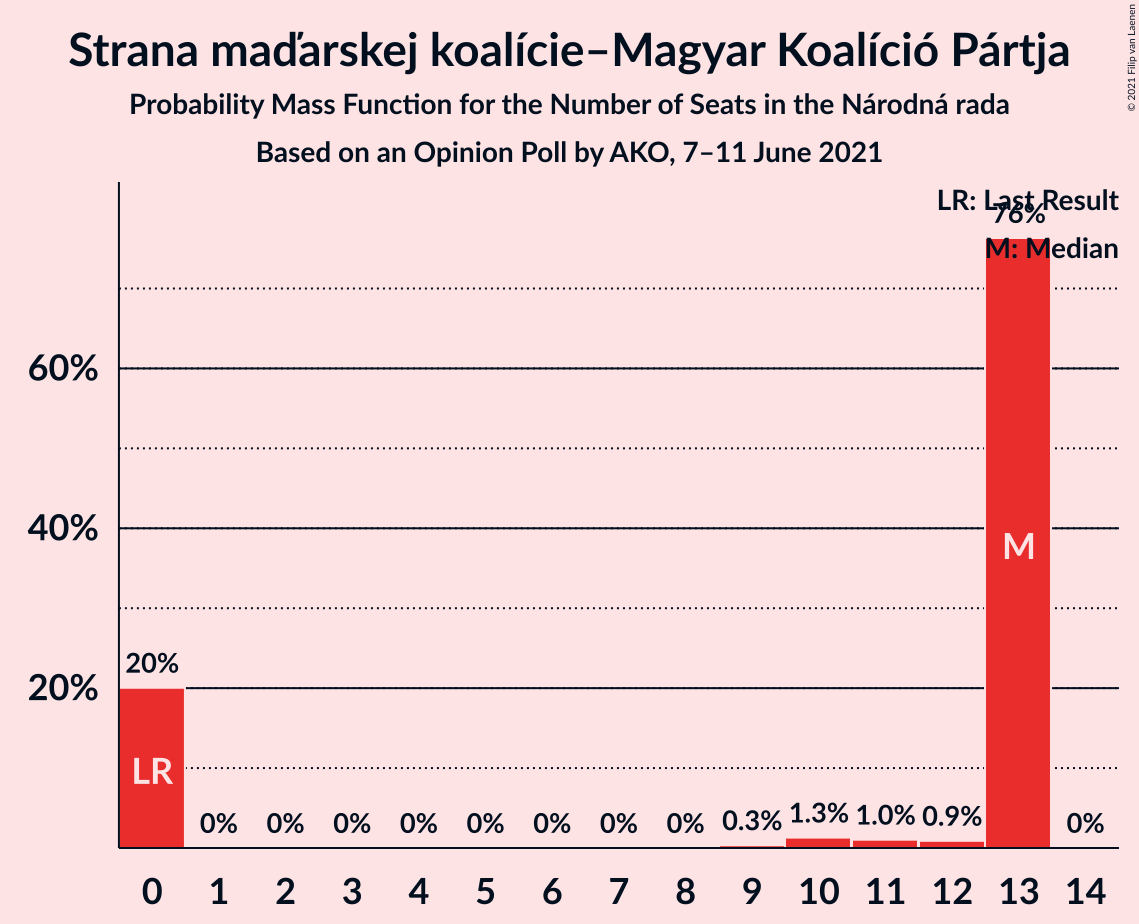 Strana maďarskej koalície–Magyar Koalíció Pártja
Probability Mass Function for the Number of Seats in the Národná rada
Based on an Opinion Poll by AKO, 7–11 June 2021
© 2021 Filip van Laenen
LR: Last Result
M: Median
76%
60%
40%
20%
20%
LR
M
0% 0% 0% 0% 0% 0% 0% 0% 0.3% 1.3% 1.0% 0.9% 0%
0 1 2 3 4 5 6 7 8 9 10 11 12 13 14